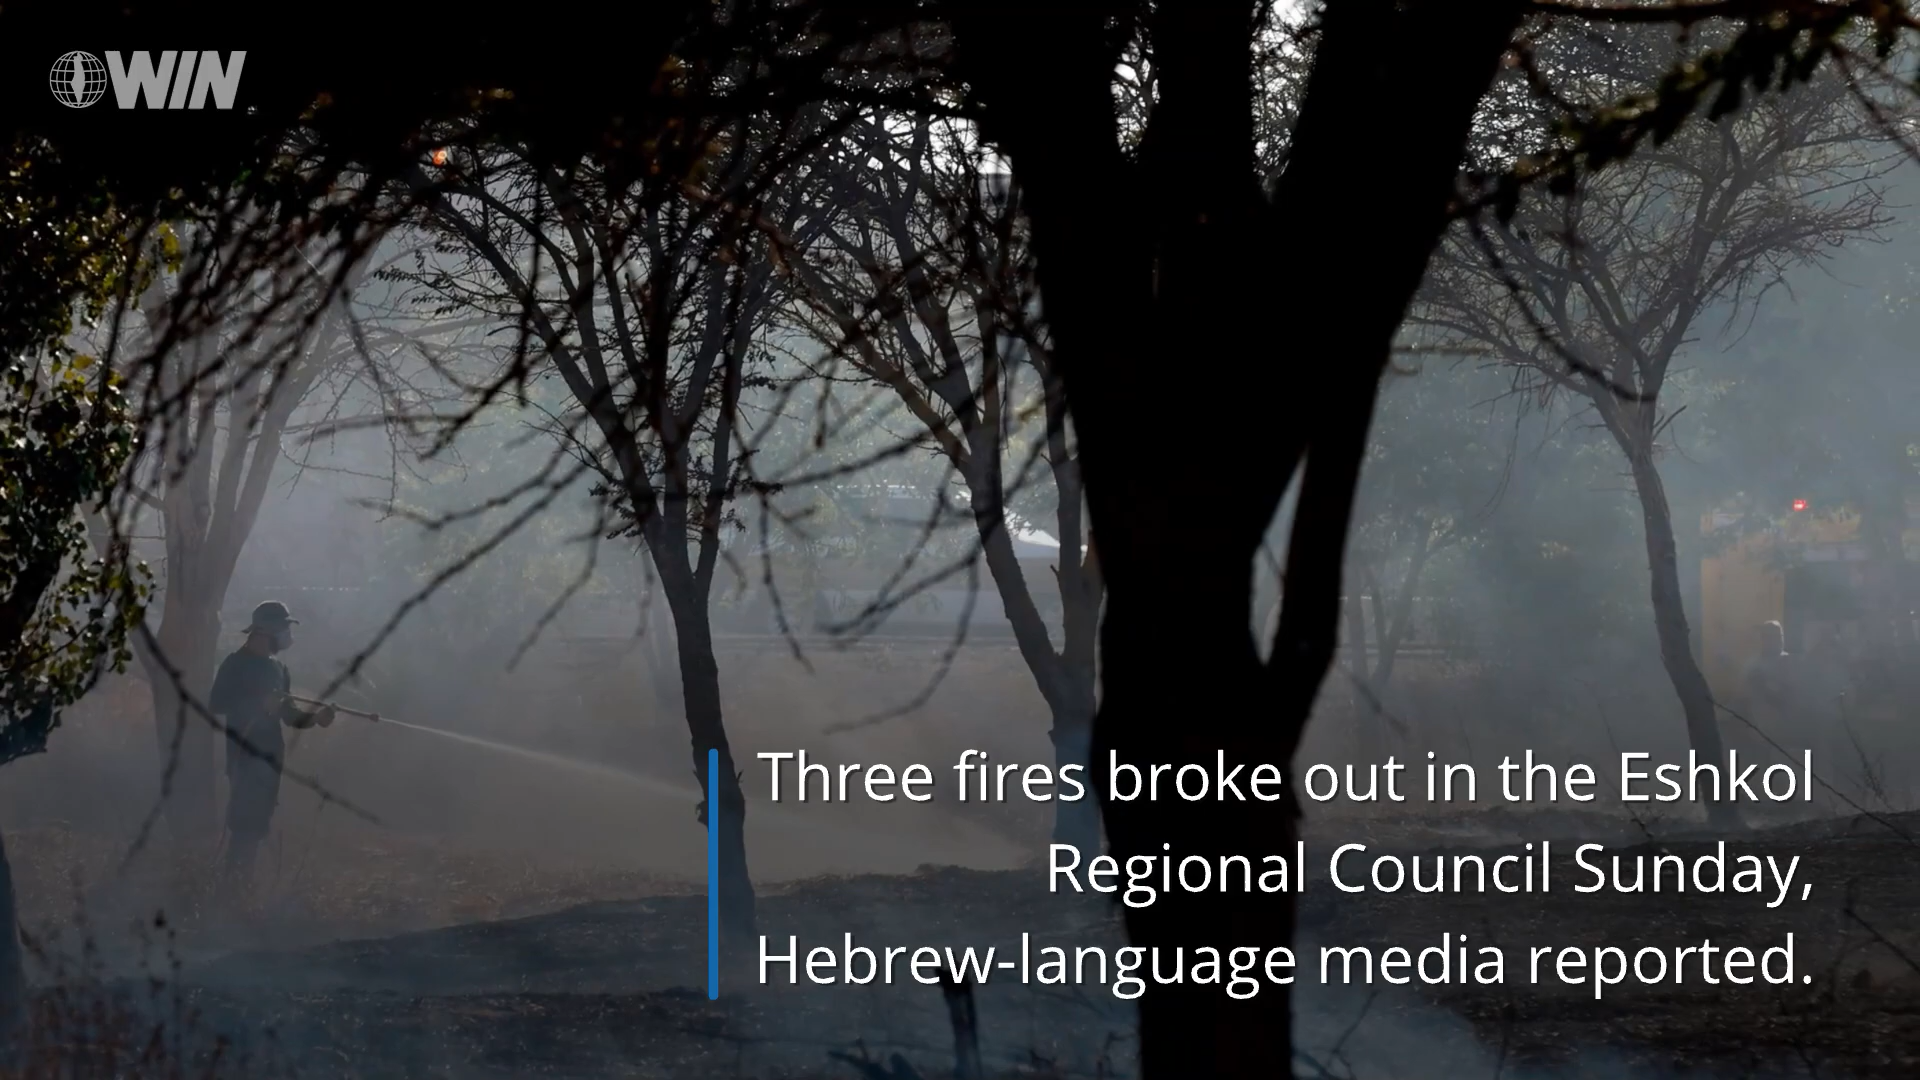 WIN
Three fires broke out in the Eshkol
Regional Council Sunday,
Hebrew-language media reported.